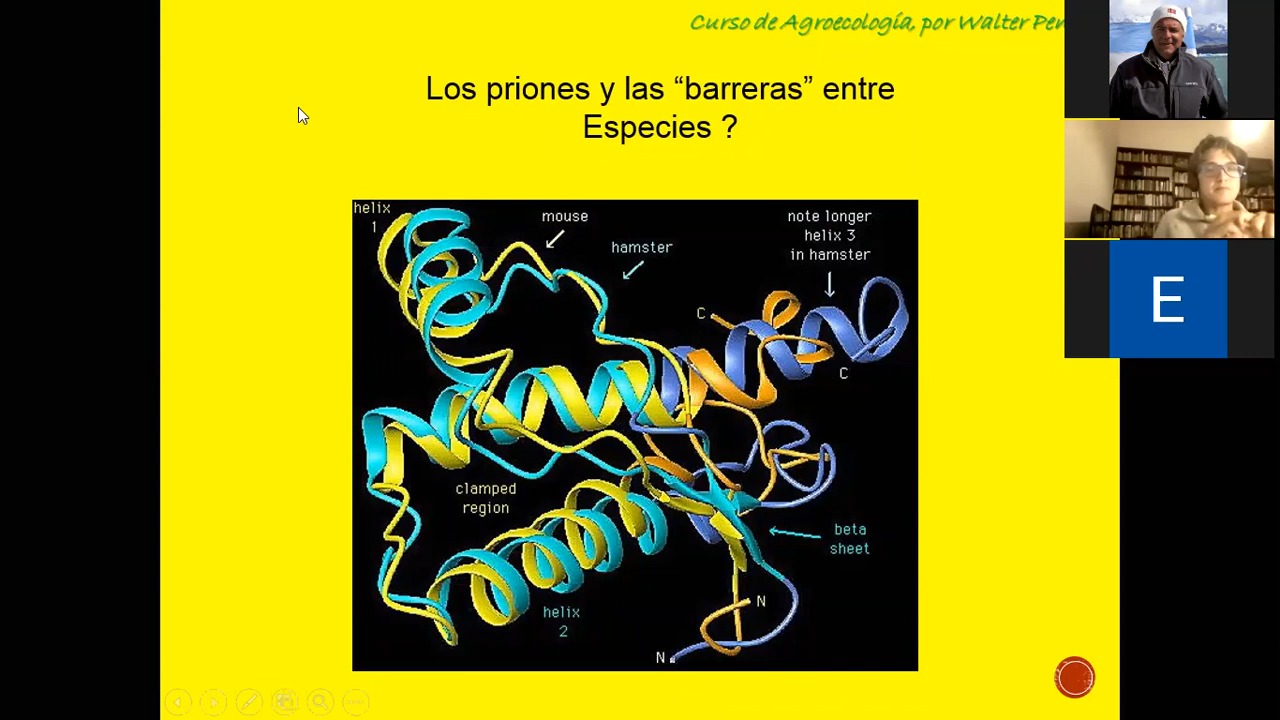 Curso de Agroecología, por Walter
Los priones y las “barreras” entre
Especies ?
helix
1
mouse
hamster
note longer
helix 3
in hamster
C
C
clamped
region
beta
sheet
helix
2
N
N
E